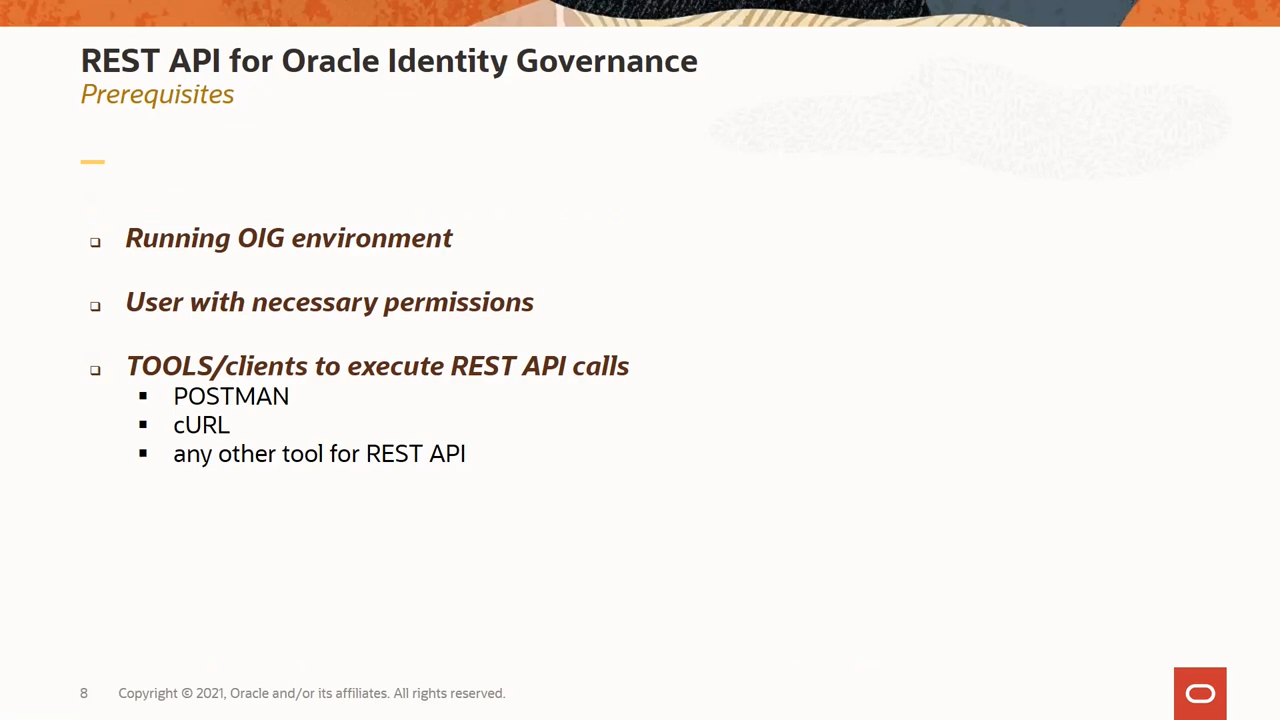 REST API for Oracle Identity Governance
Prerequisites
Running OIG environment
User with necessary permissions
TOOLS/clients to execute REST API calls
POSTMAN
cURL
any other tool for REST API
8 Copyright © 2021, Oracle and/or its affiliates. All rights reserved.